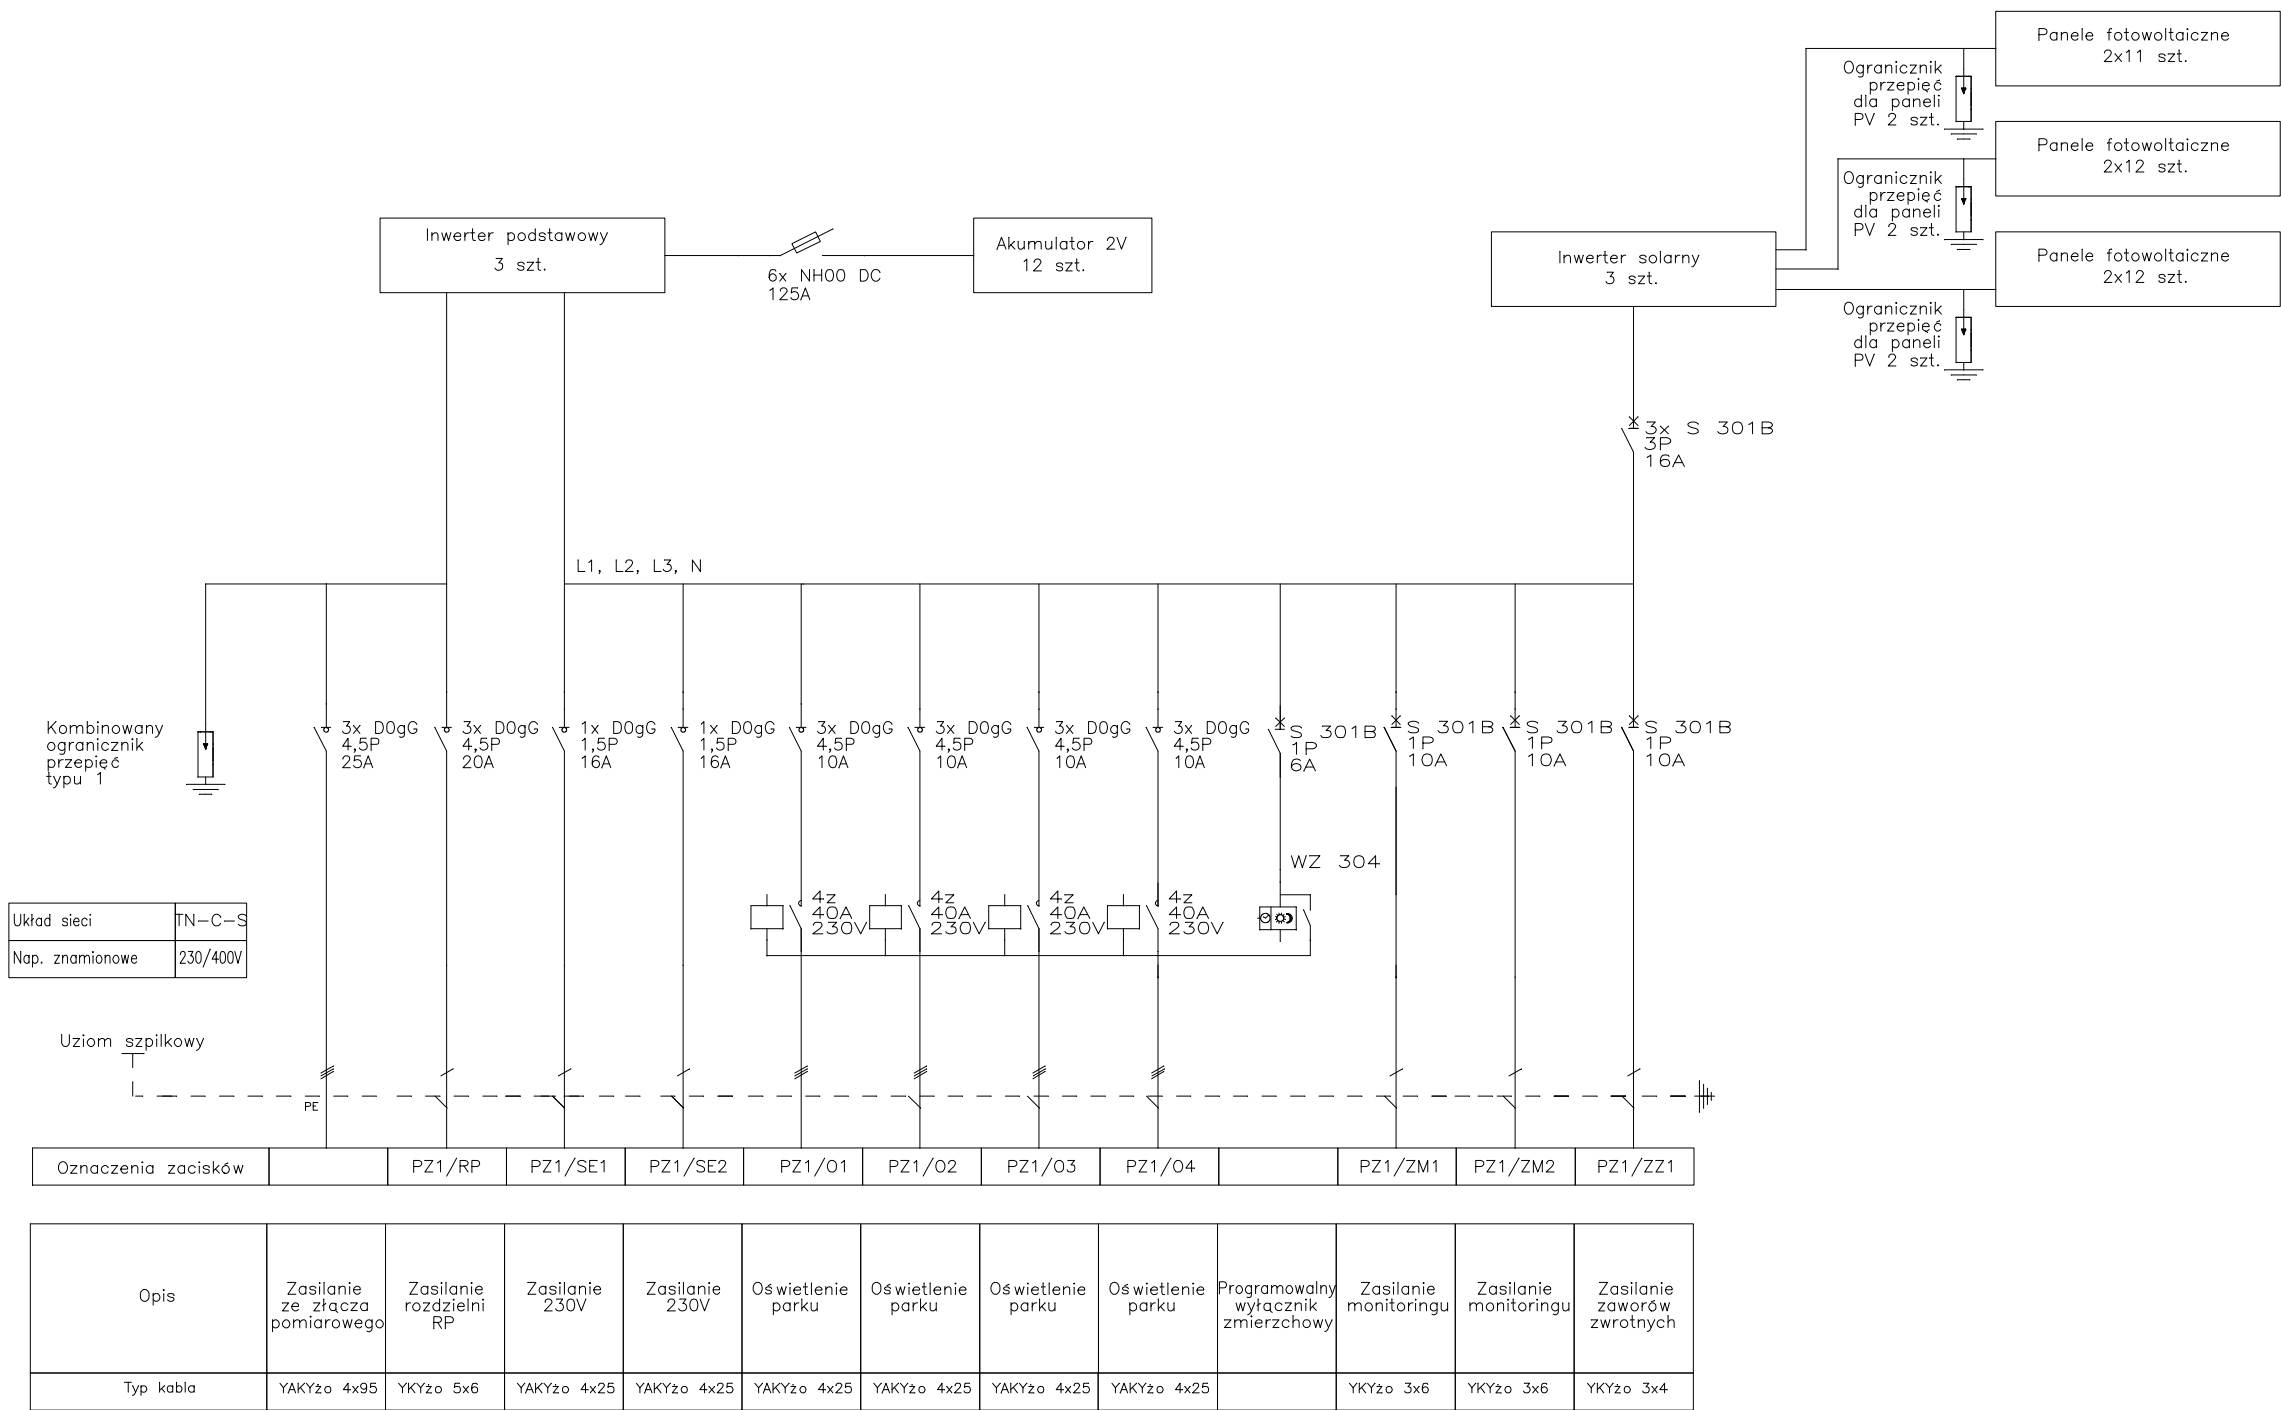 Panele fotowoltaiczne
2x11 szt.
Ogranicznik
przepięć
dla paneli
PV 2 szt.
Panele fotowoltaiczne
2x12 szt.
Ogranicznik
przepięć
dla paneli
PV 2 szt.
Panele fotowoltaiczne
2x12 szt.
Ogranicznik
przepięć
dla paneli
PV 2 szt.
Inwerter podstawowy
3 szt.
6x NH00 DC
125A
Akumulator 2V
12 szt.
Inwerter solarny
3 szt.
3x S 301B
3P
16A
L1, L2, L3, N
Kombinowany
ogranicznik
przepięć
typu 1
3x D0gG
4,5P
25A
3x D0gG
4,5P
20A
1x D0gG
1,5P
16A
1x D0gG
1,5P
16A
3x D0gG
4,5P
10A
3x D0gG
4,5P
10A
3x D0gG
4,5P
10A
3x D0gG
4,5P
10A
S 301B
1P
6A
S 301B
1P
10A
S 301B
1P
10A
S 301B
1P
10A
WZ 304
4z
40A
230V
4z
40A
230V
4z
40A
230V
4z
40A
230V
Układ sieci TN-C-S
Nap. znamionowe 230/400V
Uziom szpilkowy
PE
Oznaczenia zacisków PZ1/RP PZ1/SE1 PZ1/SE2 PZ1/O1 PZ1/O2 PZ1/O3 PZ1/O4 PZ1/ZM1 PZ1/ZM2 PZ1/ZZ1
Opis
Zasilanie
ze złącza
pomiarowego
Zasilanie
rozdzielni
RP
Zasilanie
230V
Zasilanie
230V
Oświetlenie
parku
Oświetlenie
parku
Oświetlenie
parku
Oświetlenie
parku
Programowalny
wyłącznik
zmierzchowy
Zasilanie
monitoringu
Zasilanie
monitoringu
Zasilanie
zaworów
zwrotnych
Typ kabla YAKYżo 4x95 YKYżo 5x6 YAKYżo 4x25 YAKYżo 4x25 YAKYżo 4x25 YAKYżo 4x25 YAKYżo 4x25 YAKYżo 4x25 YKYżo 3x6 YKYżo 3x6 YKYżo 3x4